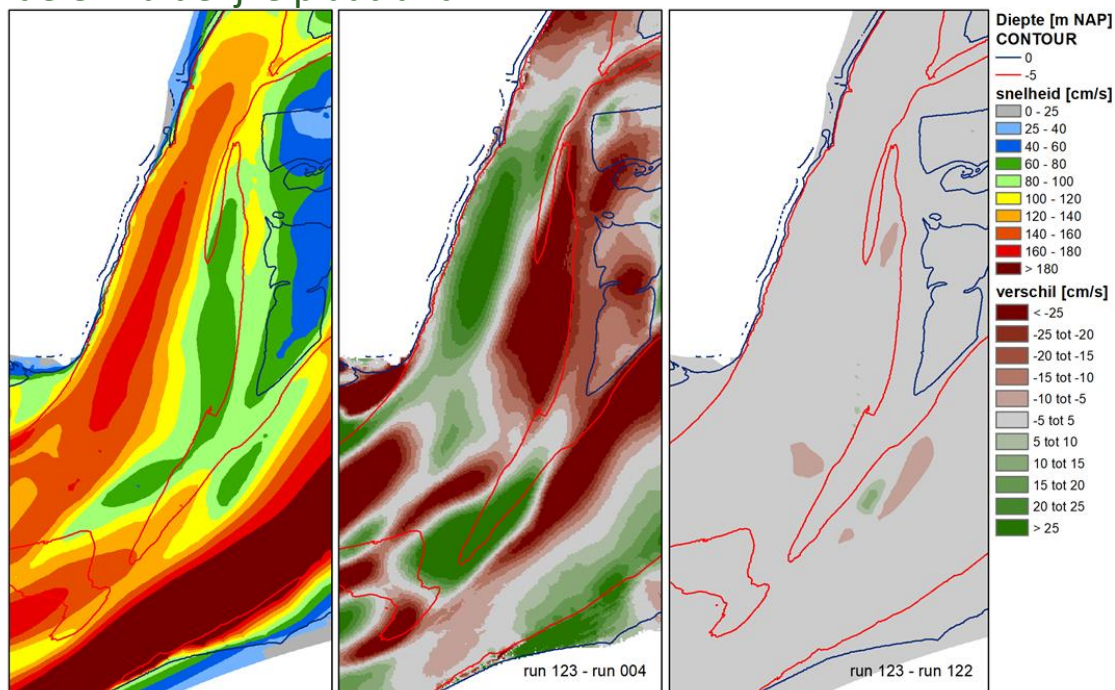 Diepte [m NAP]
CONTOUR
0
-5
snelheid [cm/s]
0 - 25
25 - 40
40 - 60
60 - 80
80 - 100
100 - 120
120 - 140
140 - 160
160 - 180
> 180
verschil [cm/s]
< -25
-25 tot -20
-20 tot -15
-15 tot -10
-10 tot -5
-5 tot 5
5 tot 10
10 tot 15
15 tot 20
20 tot 25
> 25
run 123 - run 004
run 123 - run 122